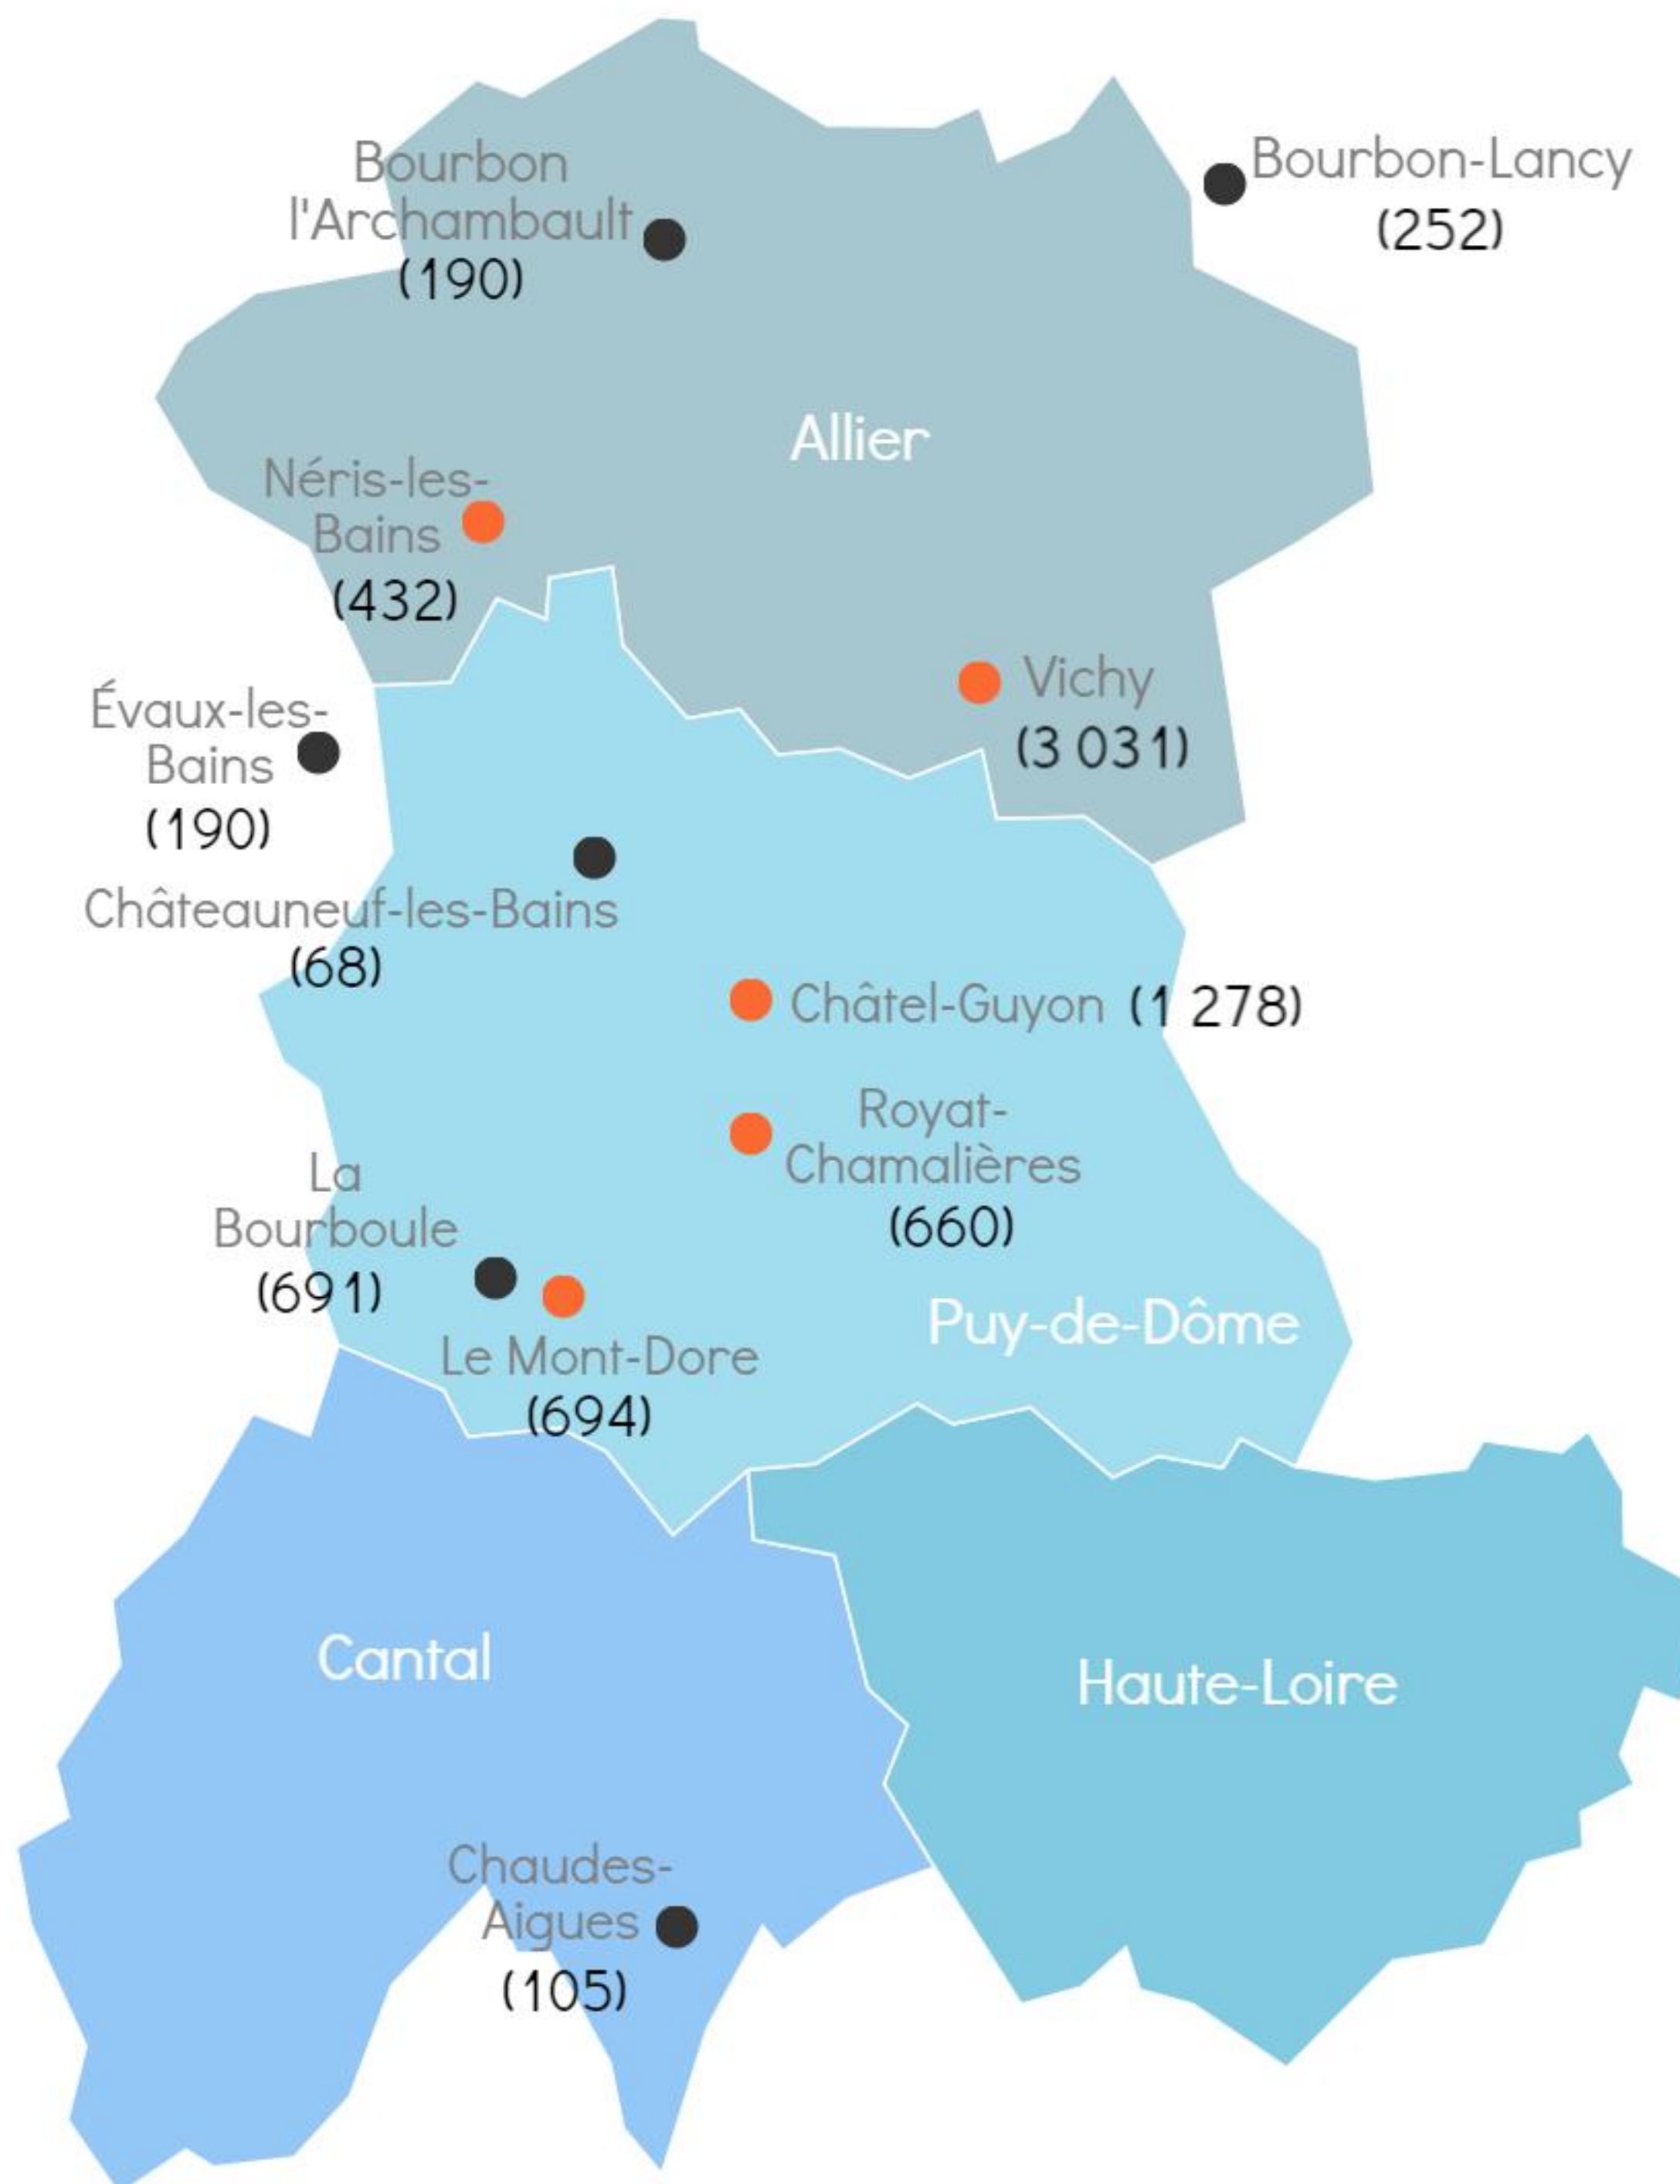 Bourbon
l'Archambault
(190)
Bourbon-Lancy
(252)
Allier
Néris-les-
Bains
(432)
Vichy
(3 031)
Évaux-les-
Bains
(190)
Châteauneuf-les-Bains
(68)
Châtel-Guyon (1 278)
Royat-
Chamalières
(660)
La
Bourboule
(691)
Le Mont-Dore
(694)
Puy-de-Dôme
Cantal
Haute-Loire
Chaudes-
Aigues
(105)